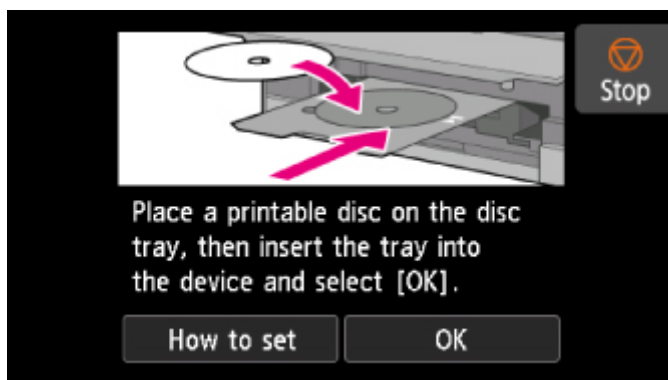 Stop
Place a printable disc on the disc
tray, then insert the tray into
the device and select [OK].
How to set
OK